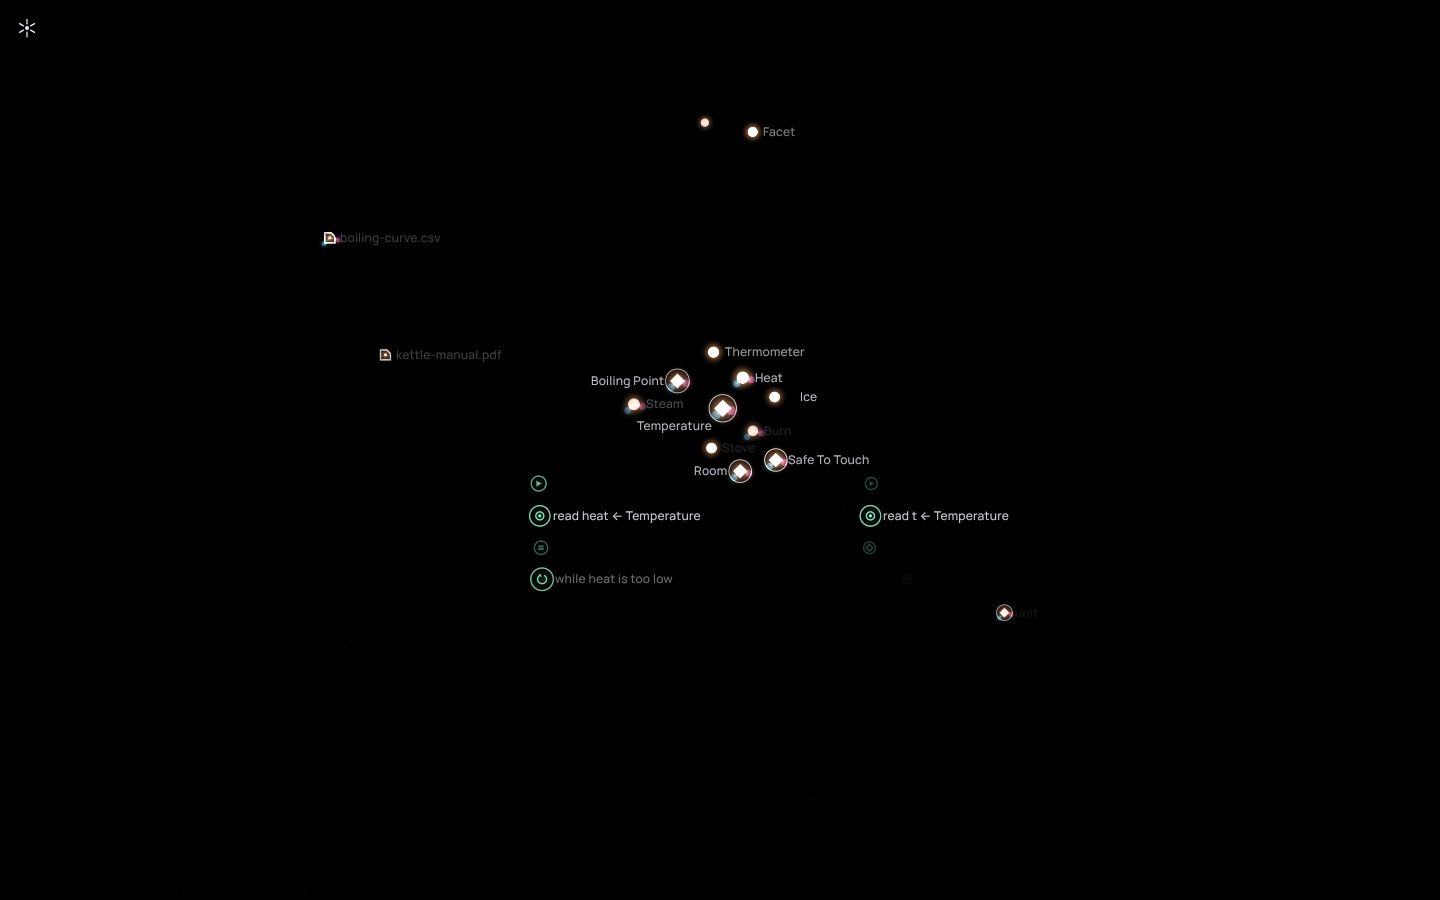 Facet
boiling-curve.csv
kettle-manual.pdf
Thermometer
Boiling Point
Heat
Ice
Steam
Temperature
Burn
Stove
Safe To Touch
Room
read heat ← Temperature
read t ← Temperature
while heat is too low
unit